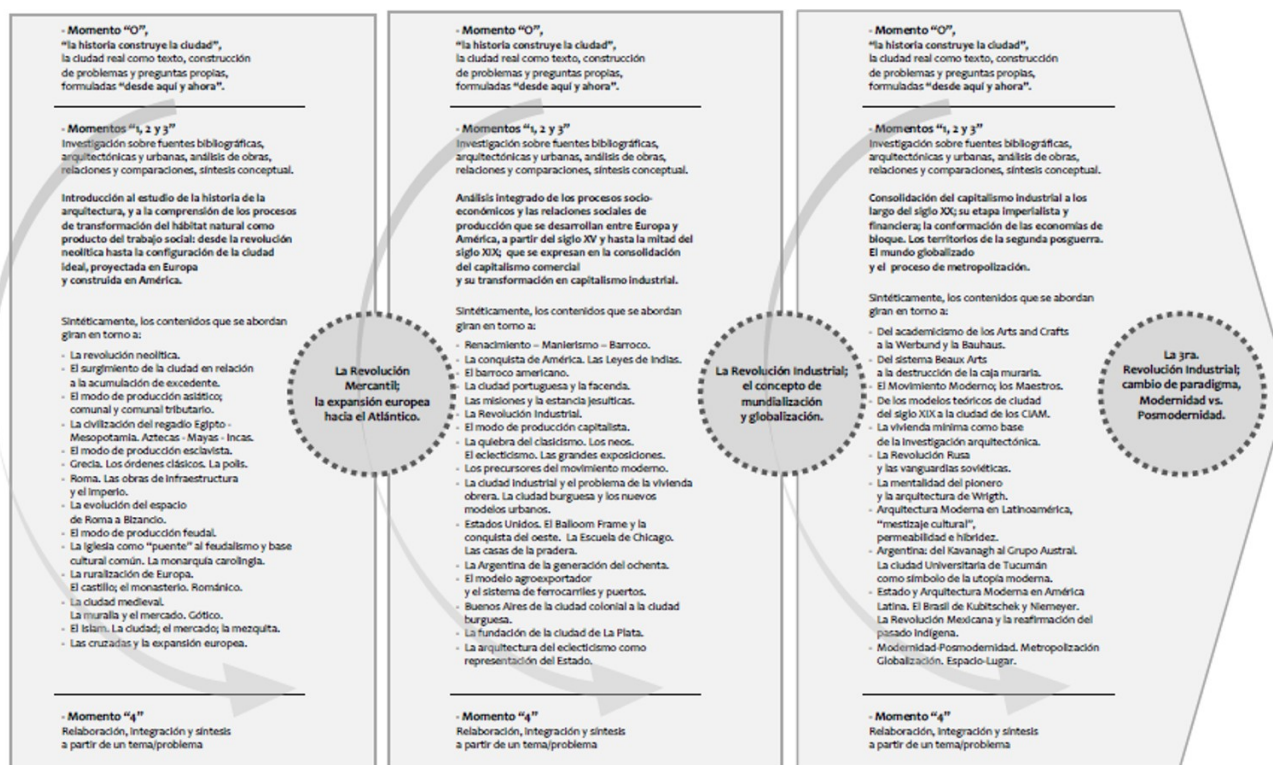 - Momento “0”,
“la historia construye la ciudad”,
la ciudad real como texto, construcción
de problemas y preguntas propias,
formuladas “desde aquí y ahora”.
- Momentos “1, 2 y 3”
Investigación sobre fuentes bibliográficas,
arquitectónicas y urbanas, análisis de obras,
relaciones y comparaciones, síntesis conceptual.
Introducción al estudio de la historia de la
arquitectura, y a la comprensión de los procesos
de transformación del hábitat natural como
producto del trabajo social: desde la revolución
neolítica hasta la configuración de la ciudad
ideal, proyectada en Europa
y construida en América.
Sintéticamente, los contenidos que se abordan
giran en torno a:
- La revolución neolítica.
- El surgimiento de la ciudad en relación
a la acumulación de excedente.
- El modo de producción asiático;
comunal y comunal tributario.
- La civilización del regadío Egipto -
Mesopotamia. Aztecas - Mayas - Incas.
- El modo de producción esclavista.
- Grecia. Los órdenes clásicos. La polis.
- Roma. Las obras de infraestructura
y el imperio.
- La evolución del espacio
de Roma a Bizancio.
- El modo de producción feudal.
- La iglesia como “puente” al feudalismo y base
cultural común. La monarquía carolingia.
- La ruralización de Europa.
El castillo; el monasterio. Románico.
- La ciudad medieval.
La muralla y el mercado. Gótico.
- El Islam. La ciudad; el mercado; la mezquita.
- Las cruzadas y la expansión europea.
- Momento “4”
Relaboración, integración y síntesis
a partir de un tema/problema
La Revolución
Mercantil;
la expansión europea
hacia el Atlántico.
- Momento “0”,
“la historia construye la ciudad”,
la ciudad real como texto, construcción
de problemas y preguntas propias,
formuladas “desde aquí y ahora”.
- Momentos “1, 2 y 3”
Investigación sobre fuentes bibliográficas,
arquitectónicas y urbanas, análisis de obras,
relaciones y comparaciones, síntesis conceptual.
Análisis integrado de los procesos socio-
económicos y las relaciones sociales de
producción que se desarrollan entre Europa y
América, a partir del siglo XV y hasta la mitad del
siglo XIX; que se expresan en la consolidación
del capitalismo comercial
y su transformación en capitalismo industrial.
Sintéticamente, los contenidos que se abordan
giran en torno a:
- Renacimiento – Manierismo – Barroco.
- La conquista de América. Las Leyes de Indias.
- El barroco americano.
- La ciudad portuguesa y la facenda.
- Las misiones y la estancia jesuíticas.
- La Revolución Industrial.
- El modo de producción capitalista.
- La quiebra del clasicismo. Los neos.
El eclecticismo. Las grandes exposiciones.
- Los precursores del movimiento moderno.
- La ciudad industrial y el problema de la vivienda
obrera. La ciudad burguesa y los nuevos
modelos urbanos.
- Estados Unidos. El Balloom Frame y la
conquista del oeste. La Escuela de Chicago.
Las casas de la pradera.
- La Argentina de la generación del ochenta.
- El modelo agroexportador
y el sistema de ferrocarriles y puertos.
- Buenos Aires de la ciudad colonial a la ciudad
burguesa.
- La fundación de la ciudad de La Plata.
- La arquitectura del eclecticismo como
representación del Estado.
- Momento “4”
Relaboración, integración y síntesis
a partir de un tema/problema
La Revolución Industrial;
el concepto de
mundialización
y globalización.
- Momento “0”,
“la historia construye la ciudad”,
la ciudad real como texto, construcción
de problemas y preguntas propias,
formuladas “desde aquí y ahora”.
- Momentos “1, 2 y 3”
Investigación sobre fuentes bibliográficas,
arquitectónicas y urbanas, análisis de obras,
relaciones y comparaciones, síntesis conceptual.
Consolidación del capitalismo industrial a los
largo del siglo XX; su etapa imperialista y
financiera; la conformación de las economías de
bloque. Los territorios de la segunda posguerra.
El mundo globalizado
y el proceso de metropolización.
Sintéticamente, los contenidos que se abordan
giran en torno a:
- Del academicismo de los Arts and Crafts
a la Werbund y la Bauhaus.
- Del sistema Beaux Arts
a la destrucción de la caja muraria.
- El Movimiento Moderno; los Maestros.
- De los modelos teóricos de ciudad
del siglo XIX a la ciudad de los CIAM.
- La vivienda mínima como base
de la investigación arquitectónica.
- La Revolución Rusa
y las vanguardias soviéticas.
- La mentalidad del pionero
y la arquitectura de Wrigth.
- Arquitectura Moderna en Latinoamérica,
“mestizaje cultural”,
permeabilidad e hibridez.
- Argentina: del Kavanagh al Grupo Austral.
La ciudad Universitaria de Tucumán
como símbolo de la utopía moderna.
- Estado y Arquitectura Moderna en América
Latina. El Brasil de Kubitschek y Niemeyer.
La Revolución Mexicana y la reafirmación del
pasado indígena.
- Modernidad-Posmodernidad. Metropolización
Globalización. Espacio-Lugar.
- Momento “4”
Relaboración, integración y síntesis
a partir de un tema/problema
La 3ra.
Revolución Industrial;
cambio de paradigma,
Modernidad vs.
Posmodernidad.